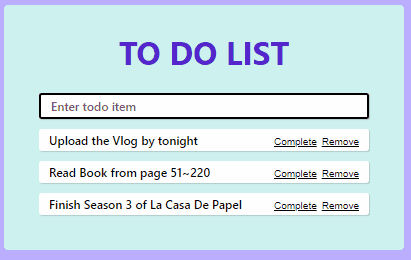 TO DO LIST
Enter todo item
Upload the Vlog by tonight Complete Remove
Read Book from page 51~220 Complete Remove
Finish Season 3 of La Casa De Papel Complete Remove